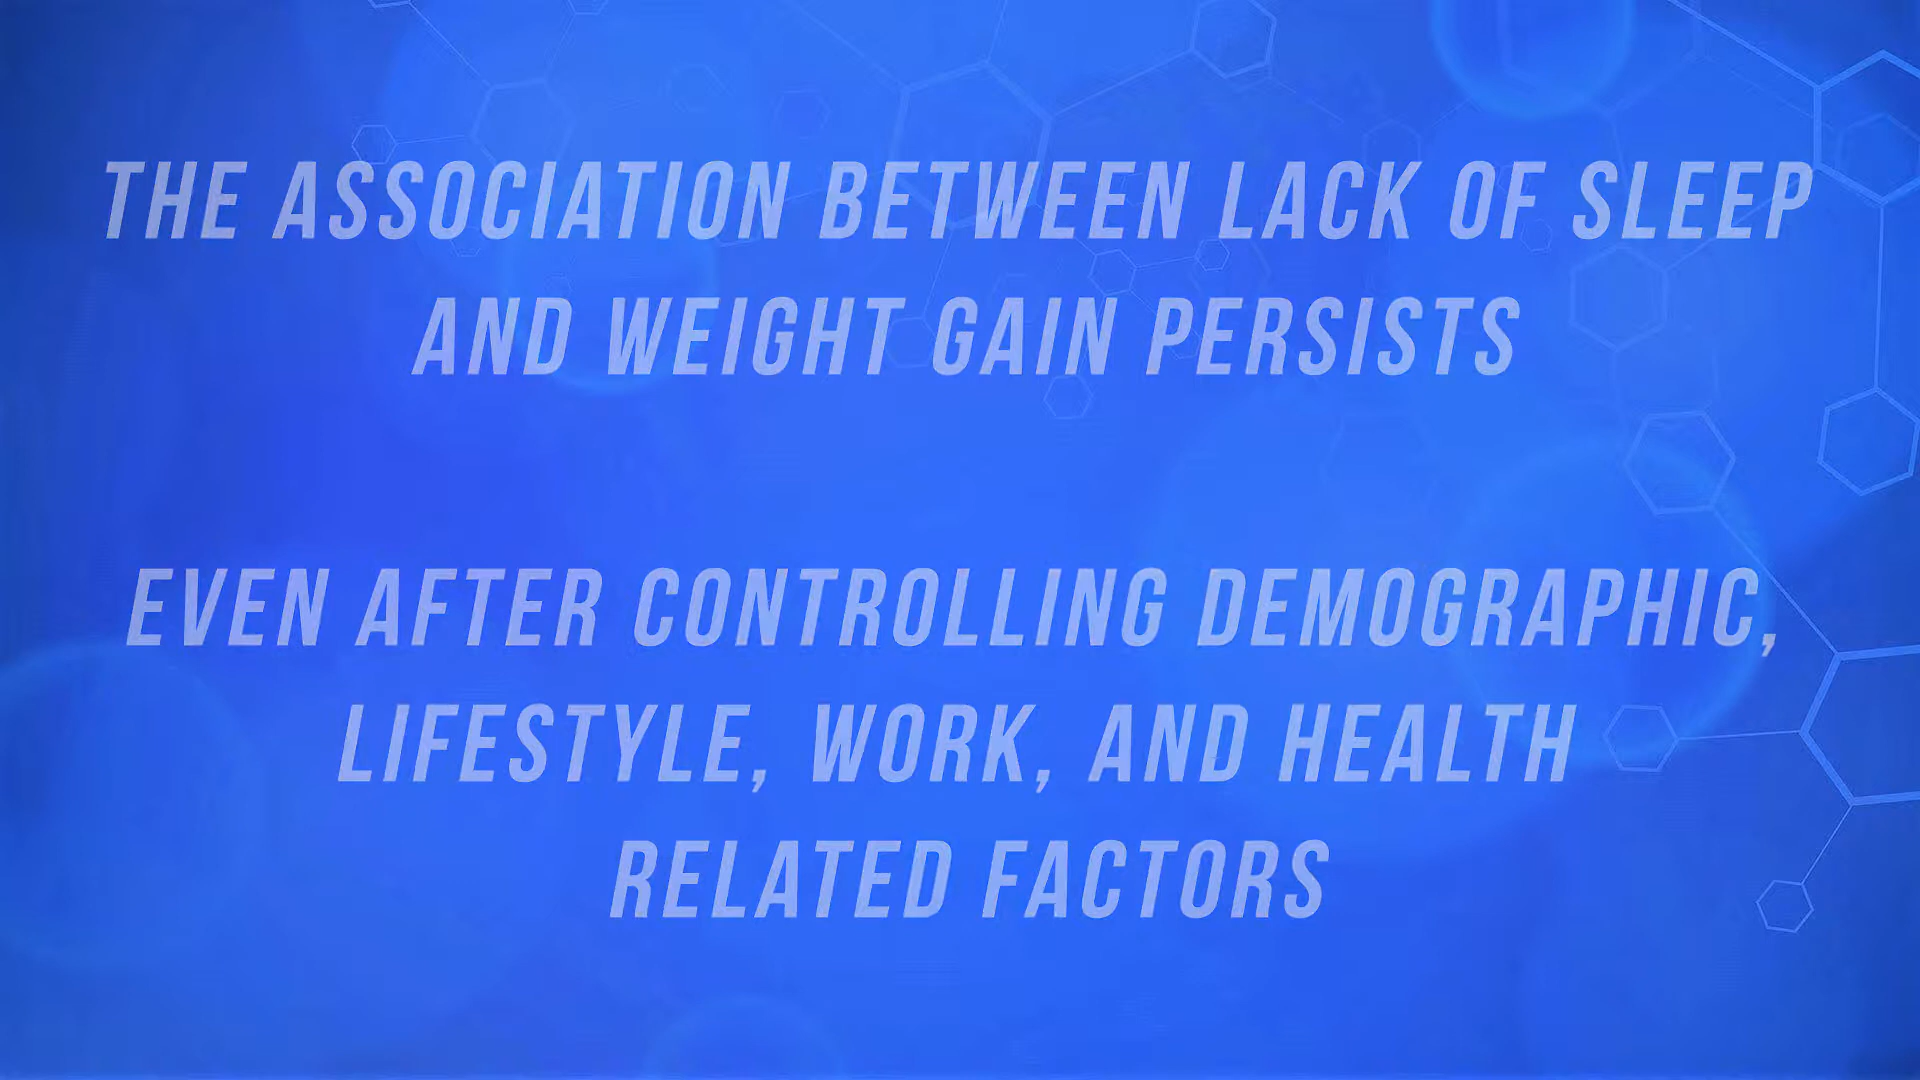 THE ASSOCIATION BETWEEN LACK OF SLEEP
AND WEIGHT GAIN PERSISTS
EVEN AFTER CONTROLLING DEMOGRAPHIC,
LIFESTYLE, WORK, AND HEALTH
RELATED FACTORS